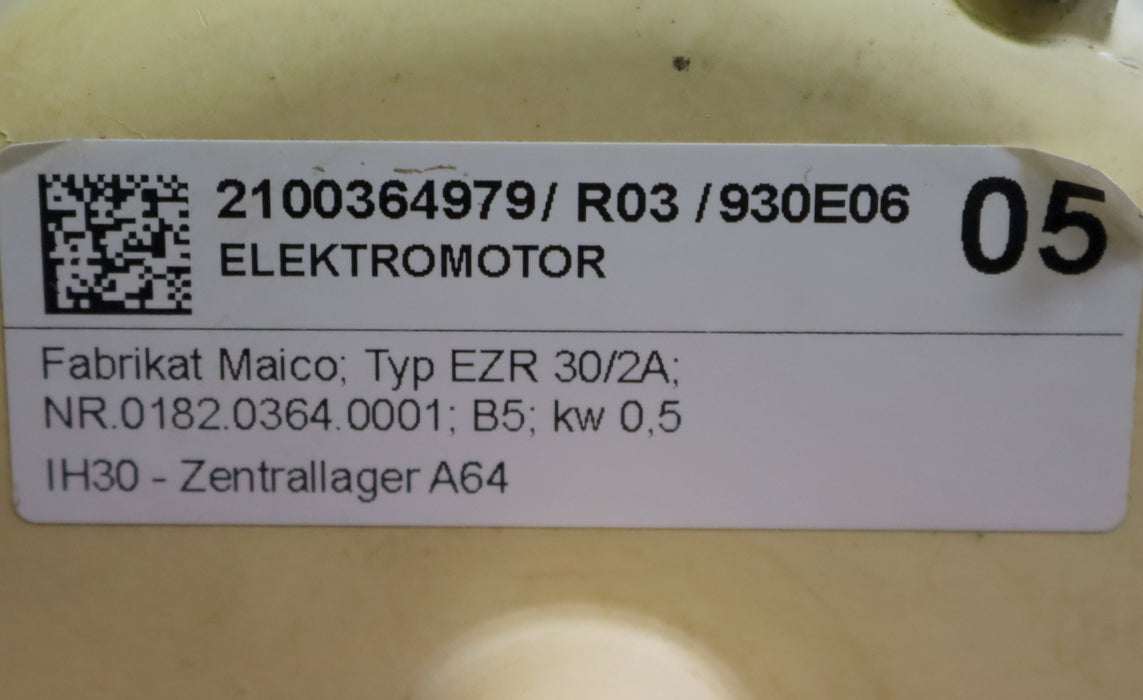 2100364979/ R03 /930E06 05
ELEKTROMOTOR
Fabrikat Maico; Typ EZR 30/2A;
NR.0182.0364.0001; B5; kw 0,5
IH30 - Zentrallager A64